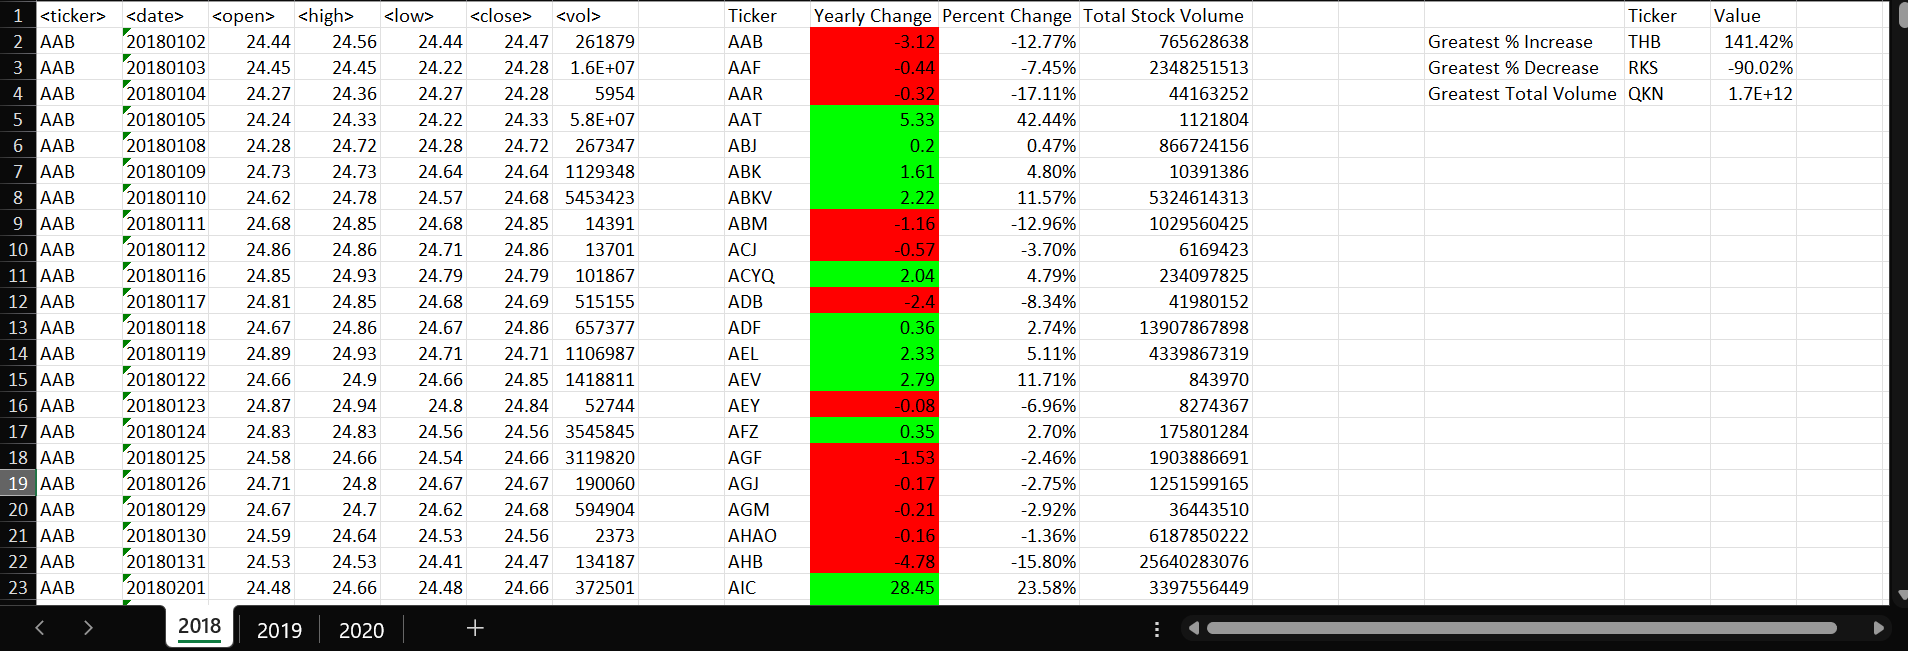 1 <ticker> <date> <open> <high> <low> <close> <vol> Ticker Yearly Change Percent Change Total Stock Volume Ticker Value
2 AAB 20180102 24.44 24.56 24.44 24.47 261879 AAB -3.12 -12.77% 765628638 Greatest % Increase THB 141.42%
3 AAB 20180103 24.45 24.45 24.22 24.28 1.6E+07 AAF -0.44 -7.45% 2348251513 Greatest % Decrease RKS -90.02%
4 AAB 20180104 24.27 24.36 24.27 24.28 5954 AAR -0.32 -17.11% 44163252 Greatest Total Volume QKN 1.7E+12
5 AAB 20180105 24.24 24.33 24.22 24.33 5.8E+07 AAT 5.33 42.44% 1121804
6 AAB 20180108 24.28 24.72 24.28 24.72 267347 ABJ 0.2 0.47% 866724156
7 AAB 20180109 24.73 24.73 24.64 24.64 1129348 ABK 1.61 4.80% 10391386
8 AAB 20180110 24.62 24.78 24.57 24.68 5453423 ABKV 2.22 11.57% 5324614313
9 AAB 20180111 24.68 24.85 24.68 24.85 14391 ABM -1.16 -12.96% 1029560425
10 AAB 20180112 24.86 24.86 24.71 24.86 13701 ACJ -0.57 -3.70% 6169423
11 AAB 20180116 24.85 24.93 24.79 24.79 101867 ACYQ 2.04 4.79% 234097825
12 AAB 20180117 24.81 24.85 24.68 24.69 515155 ADB -2.4 -8.34% 41980152
13 AAB 20180118 24.67 24.86 24.67 24.86 657377 ADF 0.36 2.74% 13907867898
14 AAB 20180119 24.89 24.93 24.71 24.71 1106987 AEL 2.33 5.11% 4339867319
15 AAB 20180122 24.66 24.9 24.66 24.85 1418811 AEV 2.79 11.71% 843970
16 AAB 20180123 24.87 24.94 24.8 24.84 52744 AEY -0.08 -6.96% 8274367
17 AAB 20180124 24.83 24.83 24.56 24.56 3545845 AFZ 0.35 2.70% 175801284
18 AAB 20180125 24.58 24.66 24.54 24.66 3119820 AGF -1.53 -2.46% 1903886691
19 AAB 20180126 24.71 24.8 24.67 24.67 190060 AGJ -0.17 -2.75% 1251599165
20 AAB 20180129 24.67 24.7 24.62 24.68 594904 AGM -0.21 -2.92% 36443510
21 AAB 20180130 24.59 24.64 24.53 24.56 2373 AHAO -0.16 -1.36% 6187850222
22 AAB 20180131 24.53 24.53 24.41 24.47 134187 AHB -4.78 -15.80% 25640283076
23 AAB 20180201 24.48 24.66 24.48 24.66 372501 AIC 28.45 23.58% 3397556449
2018 2019 2020